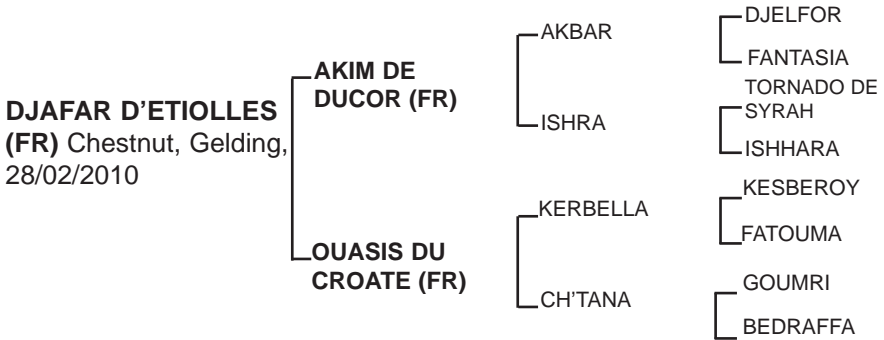 DJAFAR D'ETIOLLES
(FR) Chestnut, Gelding,
28/02/2010
AKIM DE
DUCOR (FR)
OUASIS DU
CROATE (FR)
AKBAR
ISHRA
KERBELLA
CH'TANA
DJELFOR
FANTASIA
TORNADO DE
SYRAH
ISHHARA
KESBEROY
FATOUMA
GOUMRI
BEDRAFFA